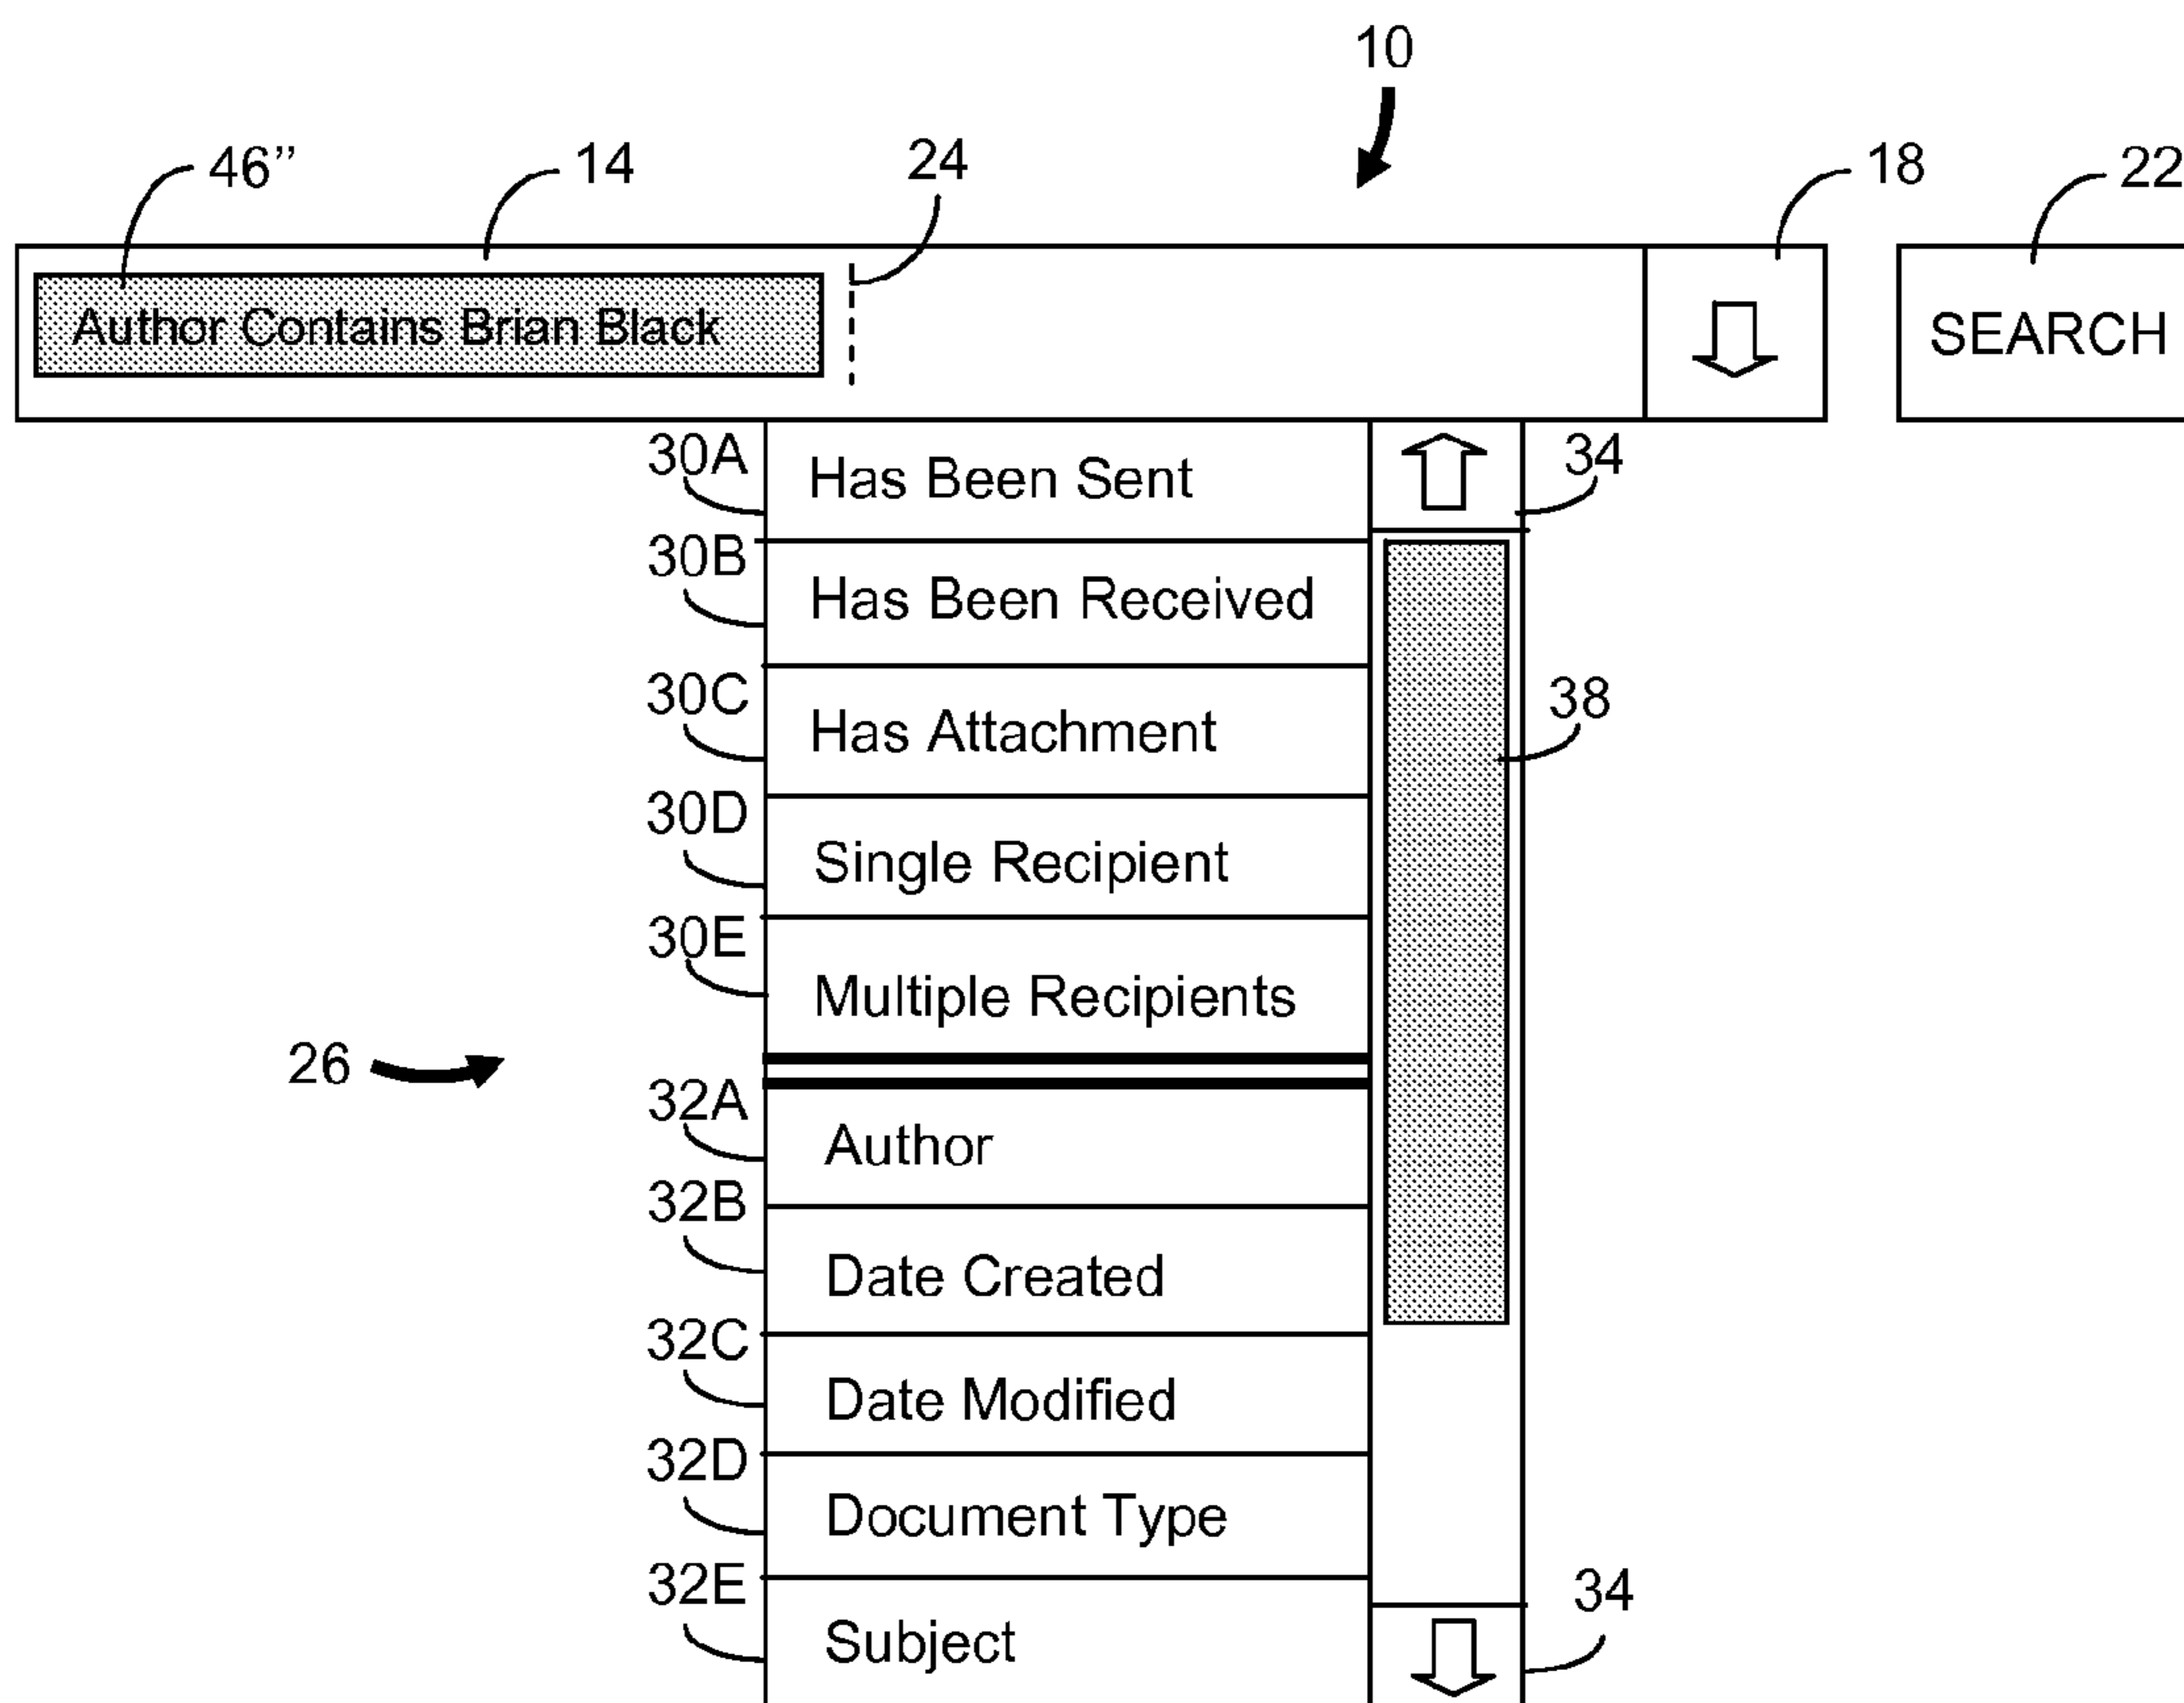 10
46” 14 24 18 22
Author Contains Brian Black SEARCH
30A Has Been Sent 34
30B Has Been Received
30C Has Attachment 38
30D Single Recipient
30E Multiple Recipients
26
32A Author
32B Date Created
32C Date Modified
32D Document Type
32E Subject 34